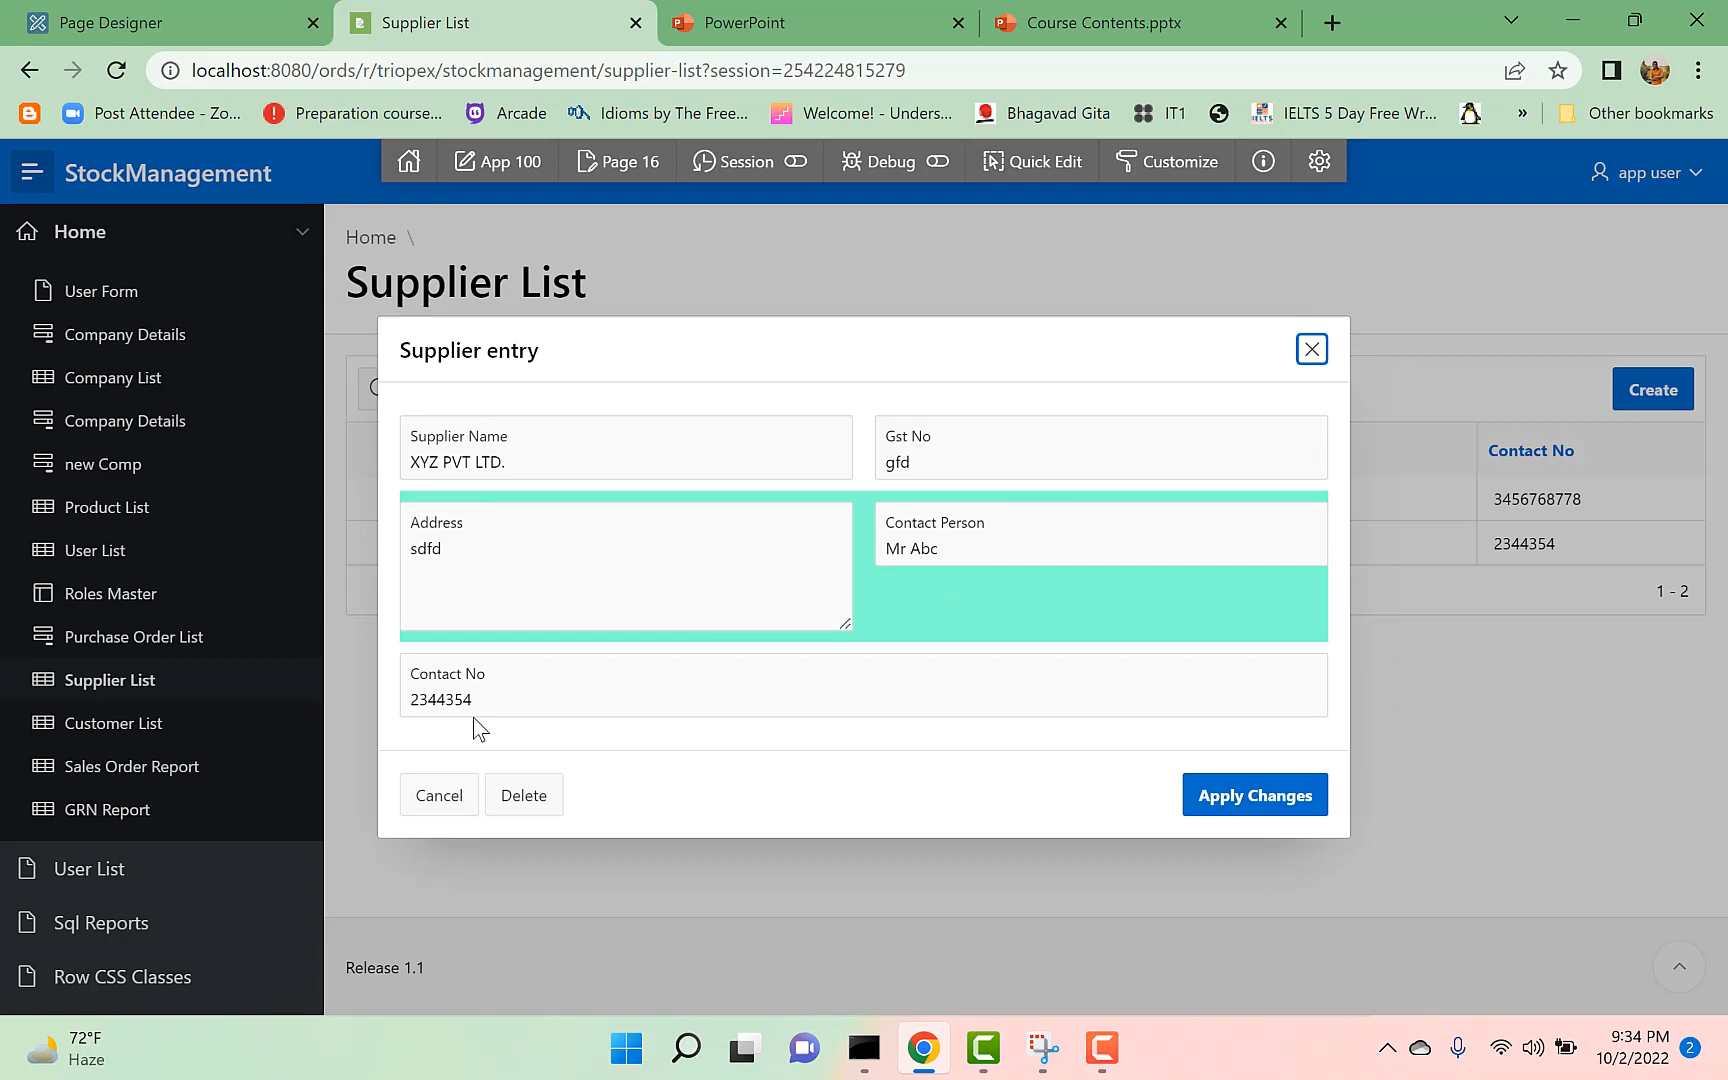 Page Designer
Supplier List
PowerPoint
Course Contents.pptx
localhost:8080/ords/r/triopex/stockmanagement/supplier-list?session=254224815279
Post Attendee - Zo...
Preparation course...
Arcade
Idioms by The Free...
Welcome! - Unders...
Bhagavad Gita
IT1
IELTS 5 Day Free Wr...
»
Other bookmarks
StockManagement
App 100
Page 16
Session
Debug
Quick Edit
Customize
app user
Home
User Form
Company Details
Company List
Company Details
new Comp
Product List
User List
Roles Master
Purchase Order List
Supplier List
Customer List
Sales Order Report
GRN Report
User List
Sql Reports
Row CSS Classes
Home \
Supplier List
Create
Contact No
3456768778
2344354
1 - 2
Supplier entry
Supplier Name
XYZ PVT LTD.
Gst No
gfd
Address
sdfd
Contact Person
Mr Abc
Contact No
2344354
Cancel
Delete
Apply Changes
Release 1.1
72°F
Haze
9:34 PM
10/2/2022
2